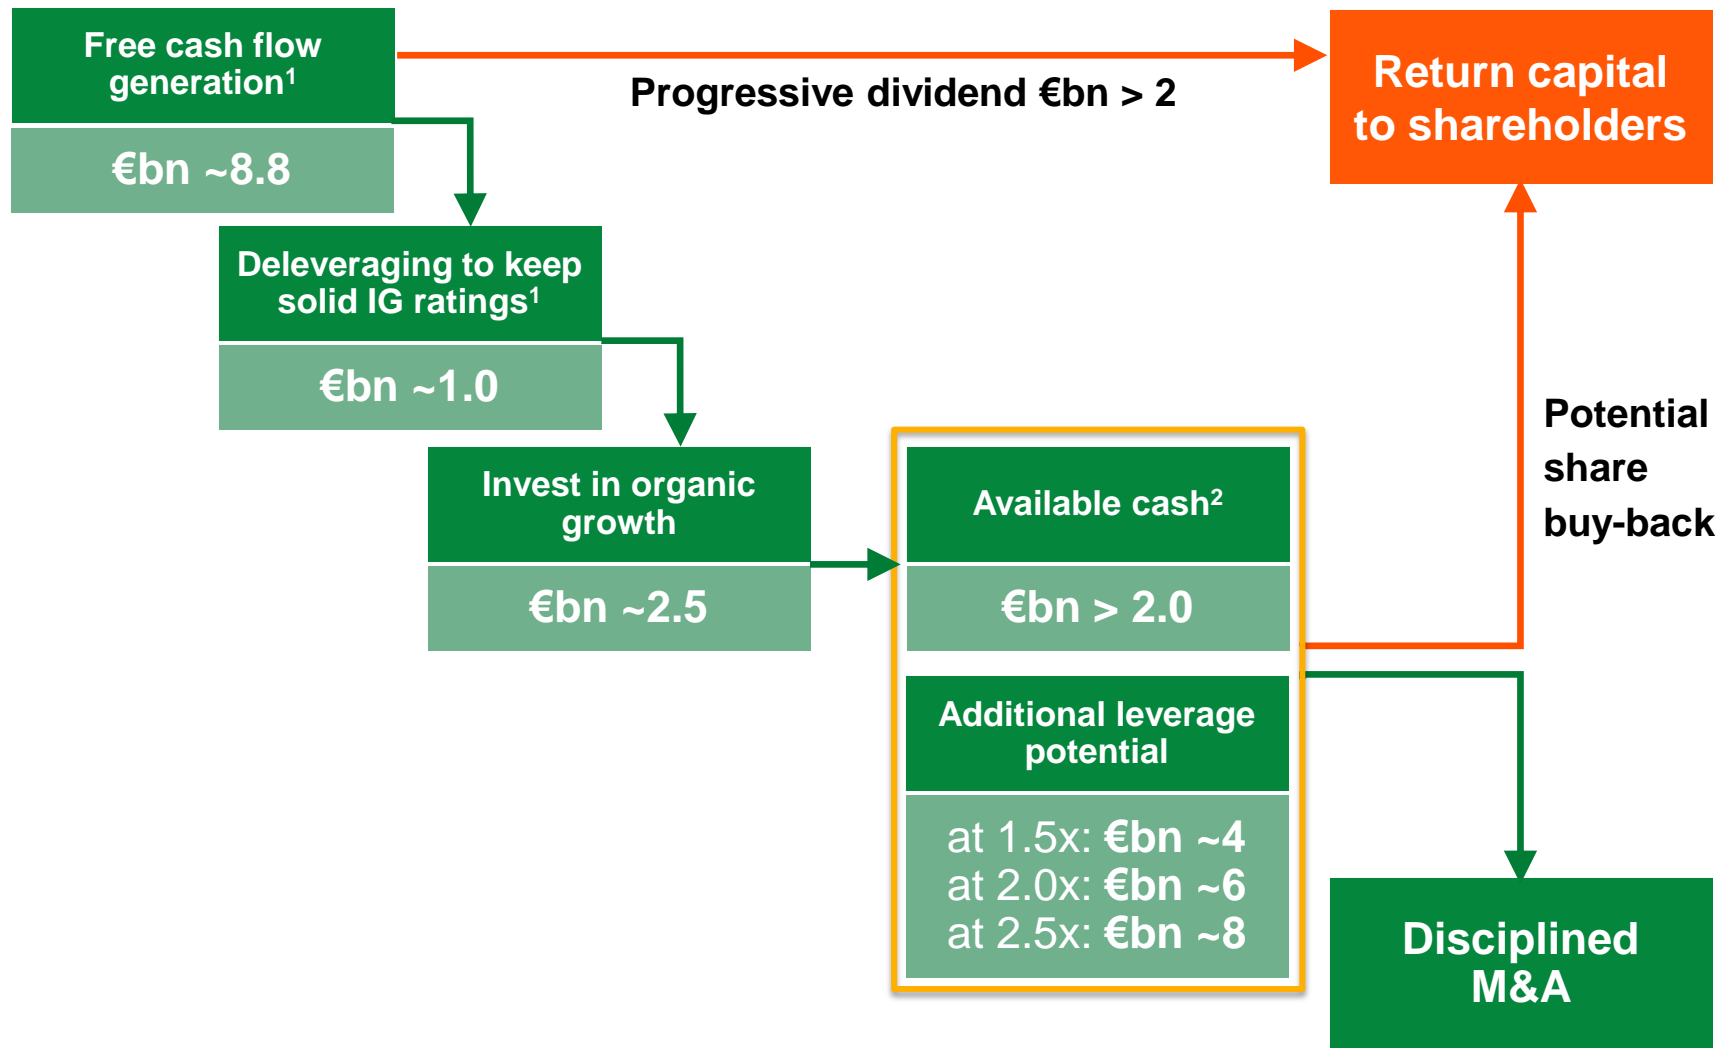 Free cash flow
generation¹
€bn ~8.8
Progressive dividend €bn > 2
Return capital
to shareholders
Deleveraging to keep
solid IG ratings¹
€bn ~1.0
Invest in organic
growth
€bn ~2.5
Available cash²
€bn > 2.0
Additional leverage
potential
at 1.5x: €bn ~4
at 2.0x: €bn ~6
at 2.5x: €bn ~8
Potential
share
buy-back
Disciplined
M&A